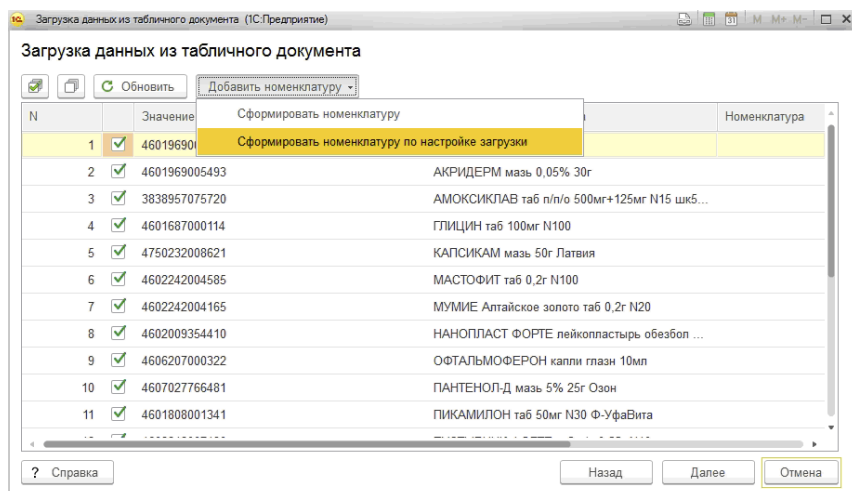 Загрузка данных из табличного документа (1С:Предприятие)
M M+ M-
Загрузка данных из табличного документа
Обновить Добавить номенклатуру
Сформировать номенклатуру
Сформировать номенклатуру по настройке загрузки
N Значение Номенклатура
1
2 4601969005493 АКРИДЕРМ мазь 0,05% 30г
3 3838957075720 АМОКСИКЛАВ таб п/п/о 500мг+125мг N15 шк5...
4 4601687000114 ГЛИЦИН таб 100мг N100
5 4750232008621 КАПСИКАМ мазь 50г Латвия
6 4602242004585 МАСТОФИТ таб 0,2г N100
7 4602242004165 МУМИЕ Алтайское золото таб 0,2г N20
8 4602009354410 НАНОПЛАСТ ФОРТЕ лейкопластырь обезбол ...
9 4606207000322 ОФТАЛЬМОФЕРОН капли глазн 10мл
10 4607027766481 ПАНТЕНОЛ-Д мазь 5% 25г Озон
11 4601808001341 ПИКАМИЛОН таб 50мг N30 Ф-УфаВита
? Справка Назад Далее Отмена